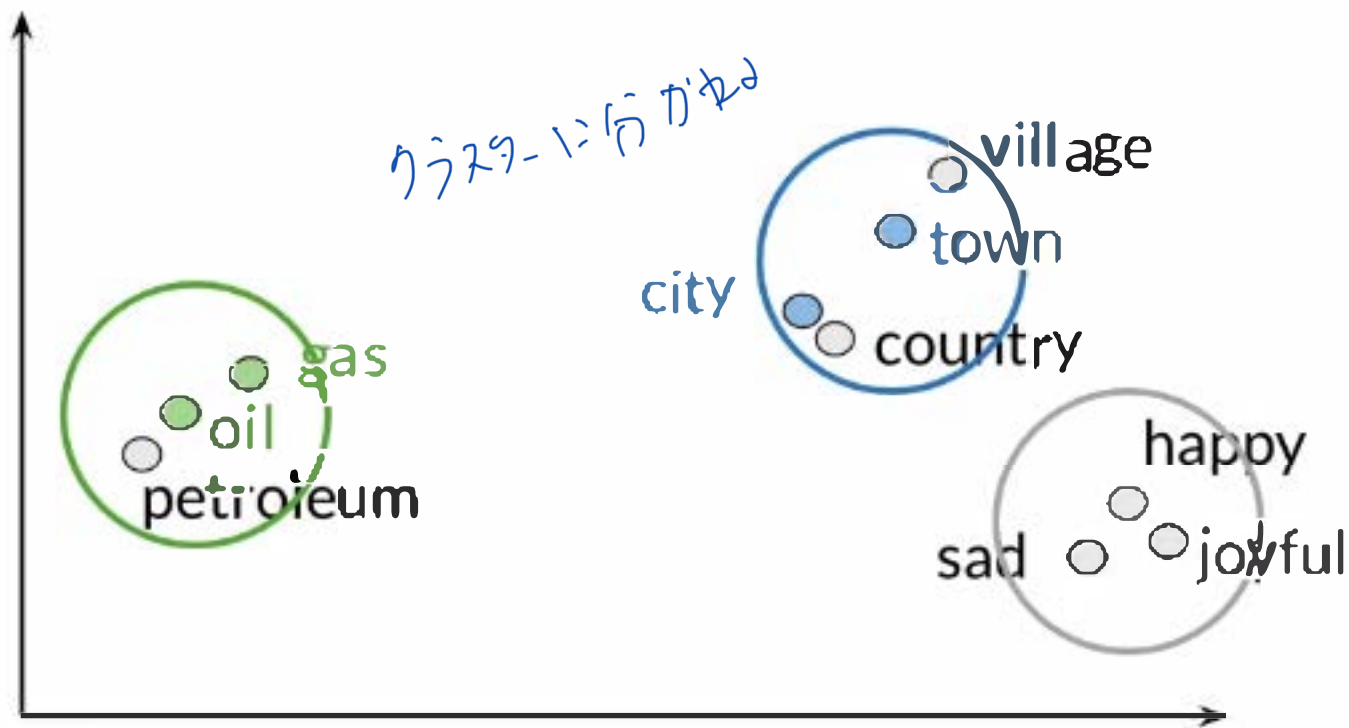 クラスターに分かれる
village
town
city
country
gas
oil
petroleum
happy
sad
joyful